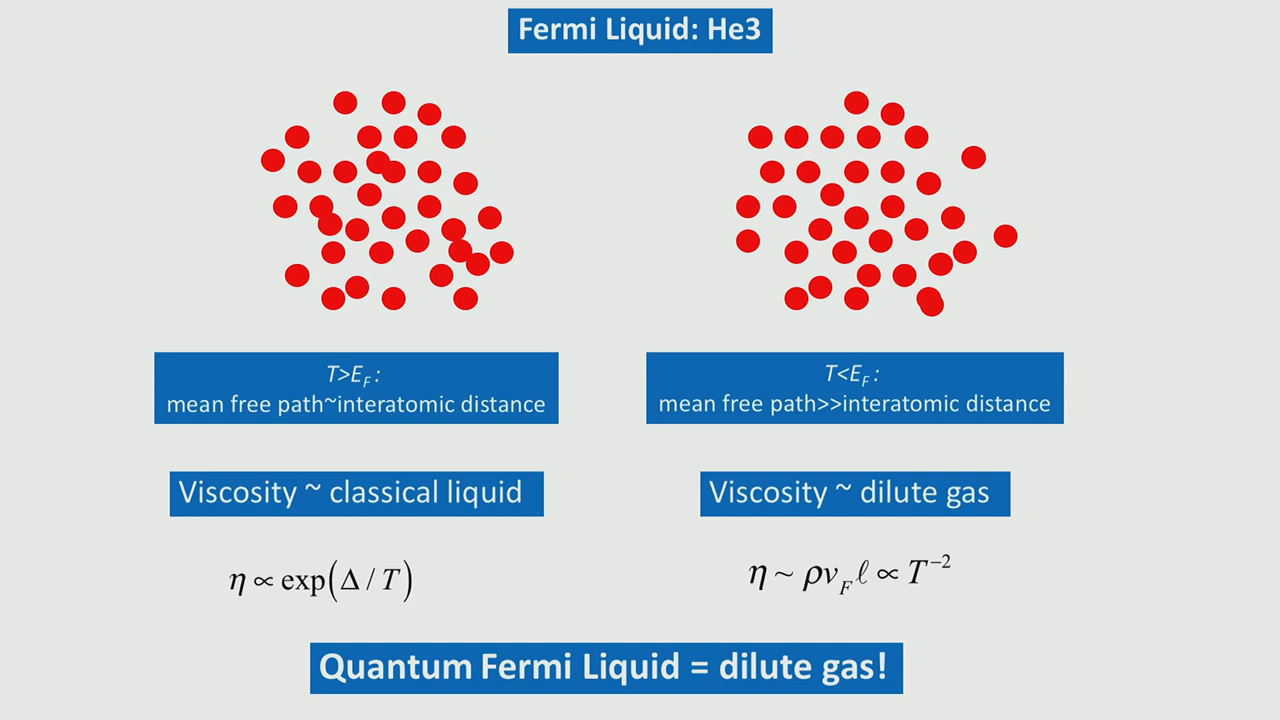 Fermi Liquid: He3
T>E_F:
mean free path~interatomic distance
T<E_F:
mean free path>>interatomic distance
Viscosity ~ classical liquid
Viscosity ~ dilute gas
η ∝ exp(Δ / T)
η ~ ρv_Fℓ ∝ T⁻²
Quantum Fermi Liquid = dilute gas!